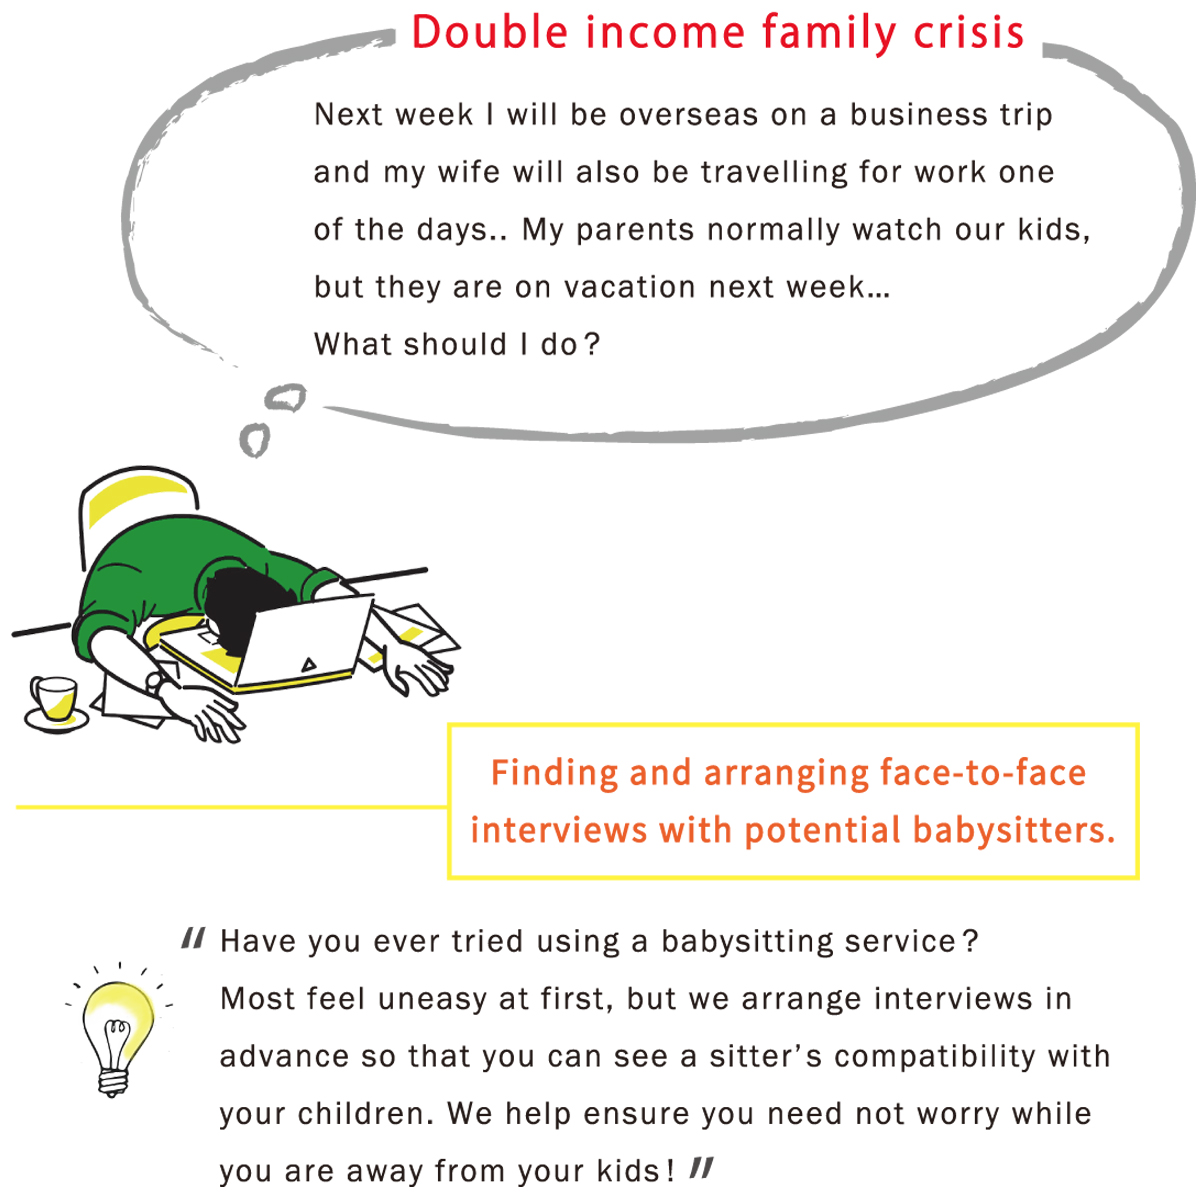 Double income family crisis
Next week I will be overseas on a business trip
and my wife will also be travelling for work one
of the days.. My parents normally watch our kids,
but they are on vacation next week...
What should I do?
Finding and arranging face-to-face
interviews with potential babysitters.
" Have you ever tried using a babysitting service?
Most feel uneasy at first, but we arrange interviews in
advance so that you can see a sitter's compatibility with
your children. We help ensure you need not worry while
you are away from your kids! "